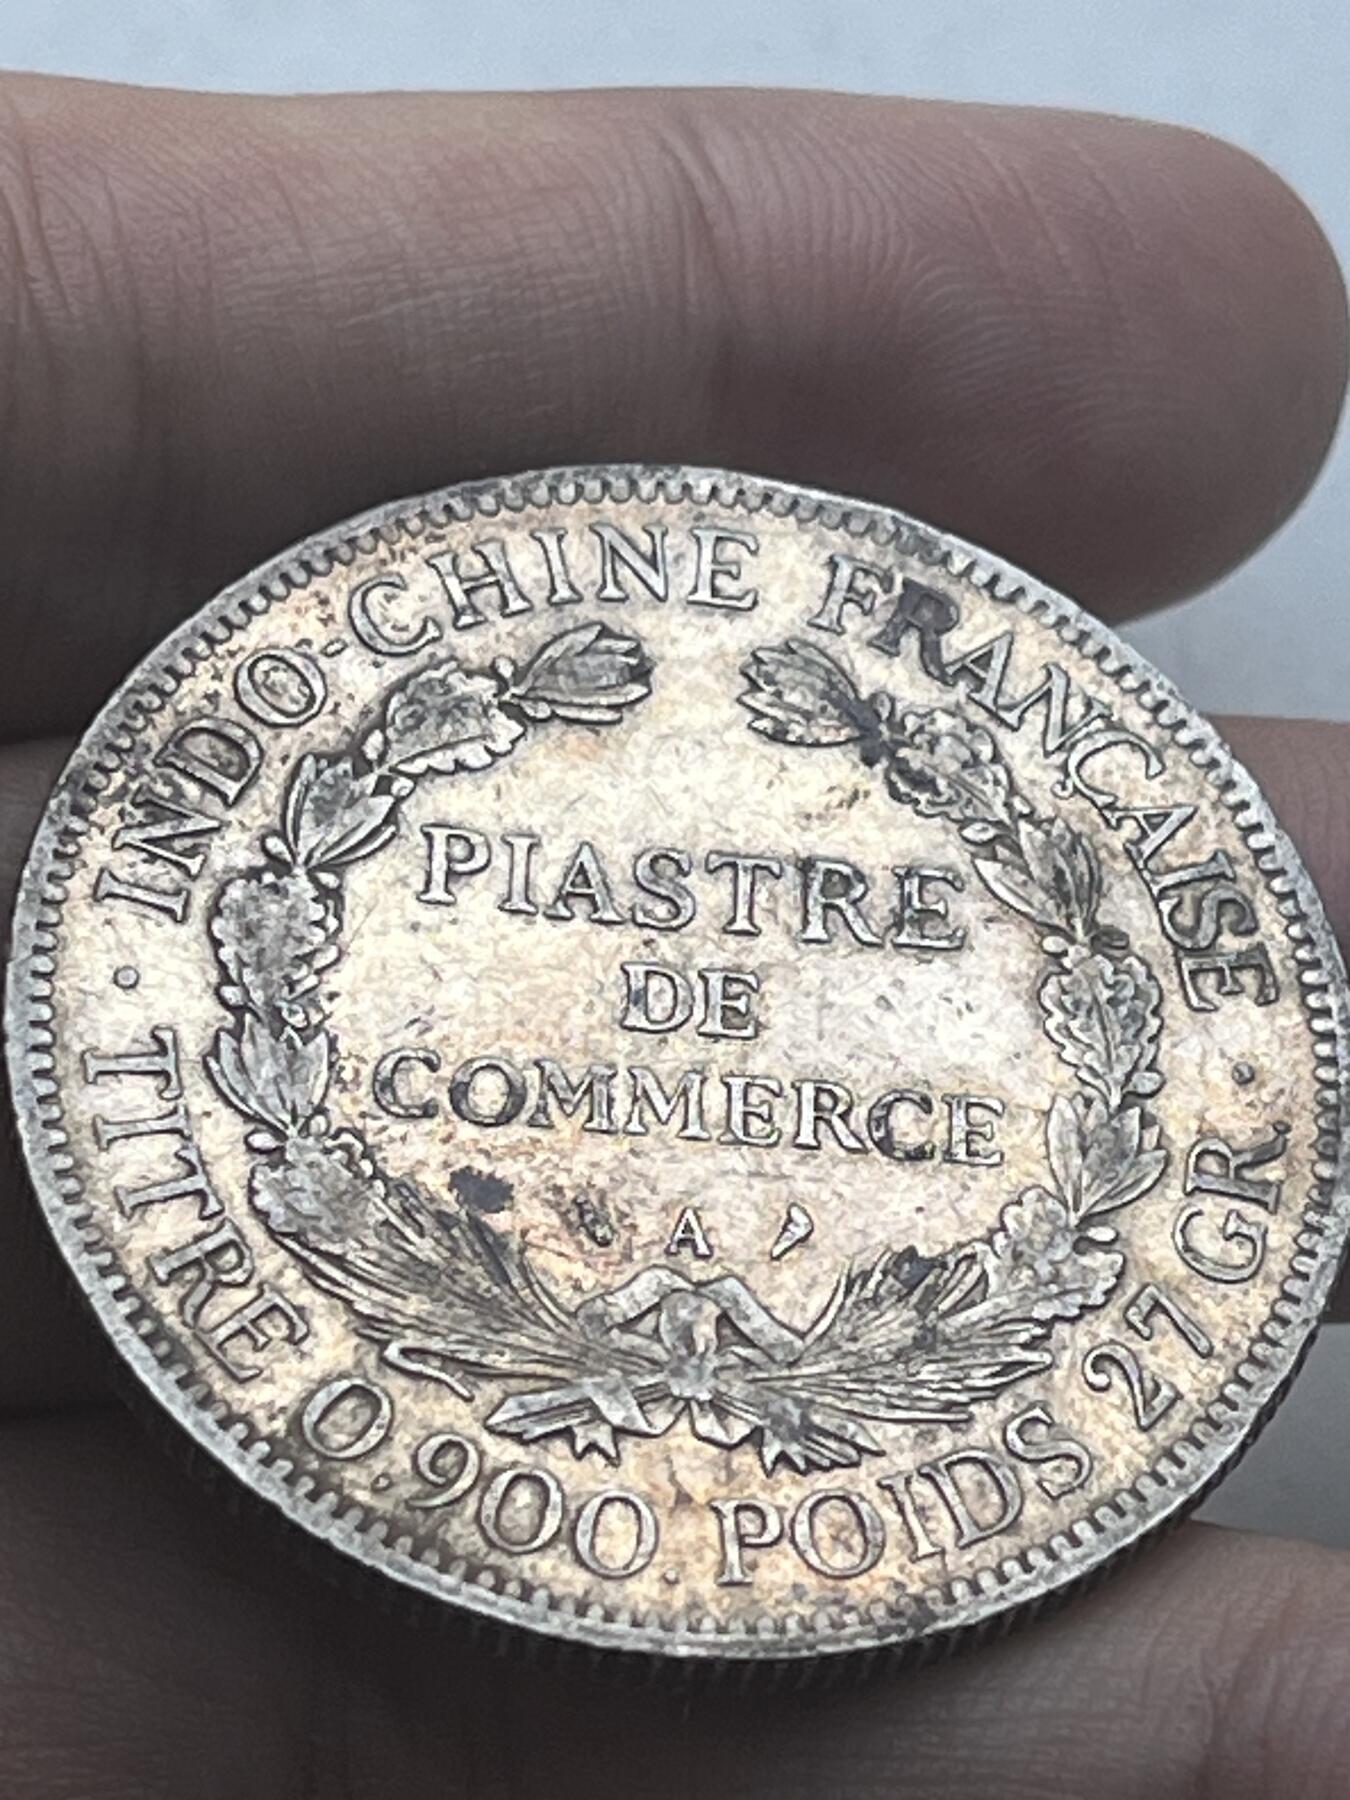 INDO-CHINE FRANÇAISE
PIASTRE
DE
COMMERCE
A
· TITRE 0.900. POIDS 27 GR. ·